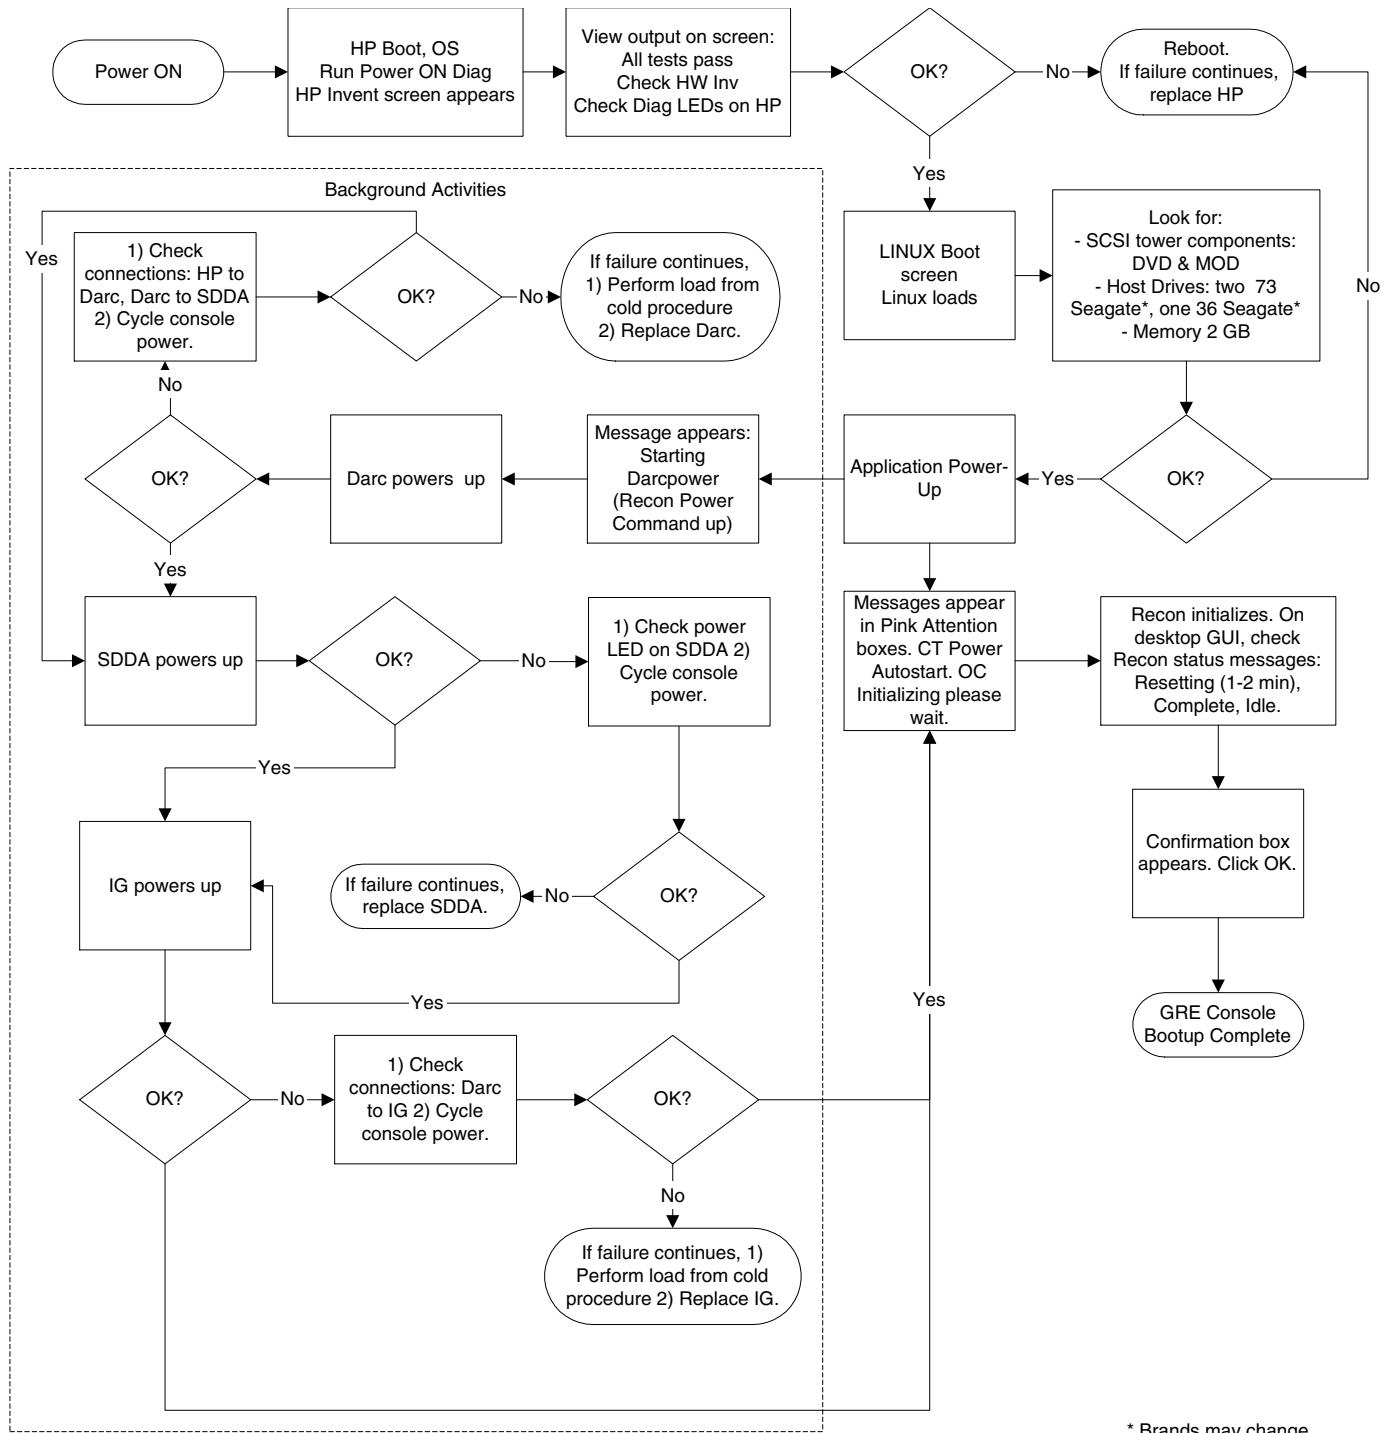 Power ON
HP Boot, OS
Run Power ON Diag
HP Invent screen appears
View output on screen:
All tests pass
Check HW Inv
Check Diag LEDs on HP
OK?
No
Reboot.
If failure continues,
replace HP
Yes
LINUX Boot
screen
Linux loads
Look for:
- SCSI tower components:
DVD & MOD
- Host Drives: two 73
Seagate*, one 36 Seagate*
- Memory 2 GB
No
OK?
Yes
Application Power-
Up
Background Activities
Message appears:
Starting
Darcpower
(Recon Power
Command up)
Darc powers up
OK?
No
1) Check
connections: HP to
Darc, Darc to SDDA
2) Cycle console
power.
OK?
Yes
No
If failure continues,
1) Perform load from
cold procedure
2) Replace Darc.
Yes
SDDA powers up
OK?
No
1) Check power
LED on SDDA 2)
Cycle console
power.
Yes
OK?
No
If failure continues,
replace SDDA.
Yes
IG powers up
OK?
No
1) Check
connections: Darc
to IG 2) Cycle
console power.
OK?
No
If failure continues, 1)
Perform load from cold
procedure 2) Replace IG.
Yes
Messages appear
in Pink Attention
boxes. CT Power
Autostart. OC
Initializing please
wait.
Recon initializes. On
desktop GUI, check
Recon status messages:
Resetting (1-2 min),
Complete, Idle.
Confirmation box
appears. Click OK.
GRE Console
Bootup Complete
* Brands may change